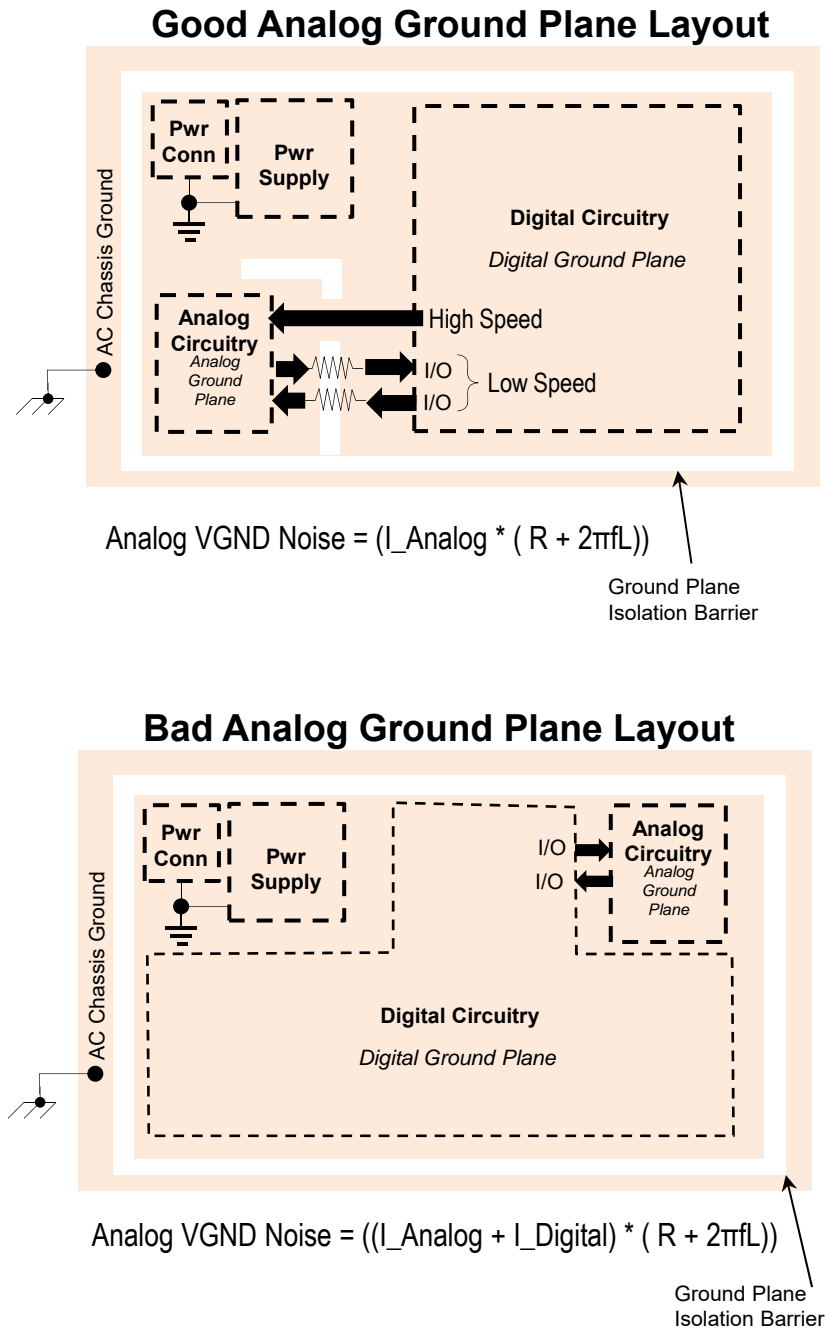 Good Analog Ground Plane Layout
Pwr
Conn
Pwr
Supply
AC Chassis Ground
Digital Circuitry
Digital Ground Plane
Analog
Circuitry
Analog
Ground
Plane
High Speed
I/O
I/O
Low Speed
Analog VGND Noise = (I_Analog * ( R + 2πfL))
Ground Plane
Isolation Barrier
Bad Analog Ground Plane Layout
Pwr
Conn
Pwr
Supply
AC Chassis Ground
I/O
I/O
Analog
Circuitry
Analog
Ground
Plane
Digital Circuitry
Digital Ground Plane
Analog VGND Noise = ((I_Analog + I_Digital) * ( R + 2πfL))
Ground Plane
Isolation Barrier